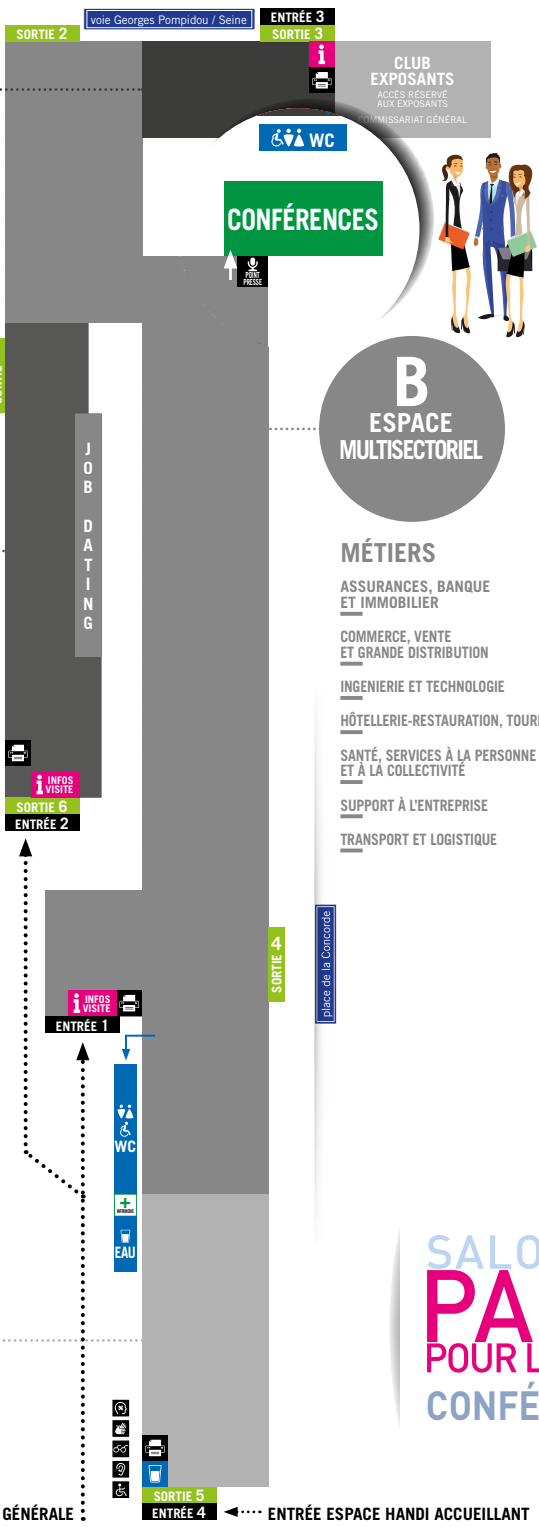 voie Georges Pompidou / Seine
ENTRÉE 3
SORTIE 3
SORTIE 2
CLUB
EXPOSANTS
ACCÈS RÉSERVÉ
AUX EXPOSANTS
COMMISSARIAT GÉNÉRAL
WC
CONFÉRENCES
POINT
PRESSE
B
ESPACE
MULTISECTORIEL
JOB DATING
MÉTIERS
ASSURANCES, BANQUE
ET IMMOBILIER
COMMERCE, VENTE
ET GRANDE DISTRIBUTION
INGENIERIE ET TECHNOLOGIE
HÔTELLERIE-RESTAURATION, TOURI
SANTÉ, SERVICES À LA PERSONNE
ET À LA COLLECTIVITÉ
SUPPORT À L'ENTREPRISE
TRANSPORT ET LOGISTIQUE
i INFOS
VISITE
SORTIE 6
ENTRÉE 2
SORTIE 4
place de la Concorde
i INFOS
VISITE
ENTRÉE 1
WC
INFIRMERIE
EAU
SALO
PA
POUR L
CONFÉ
SORTIE 5
ENTRÉE 4
GÉNÉRALE
ENTRÉE ESPACE HANDI ACCUEILLANT